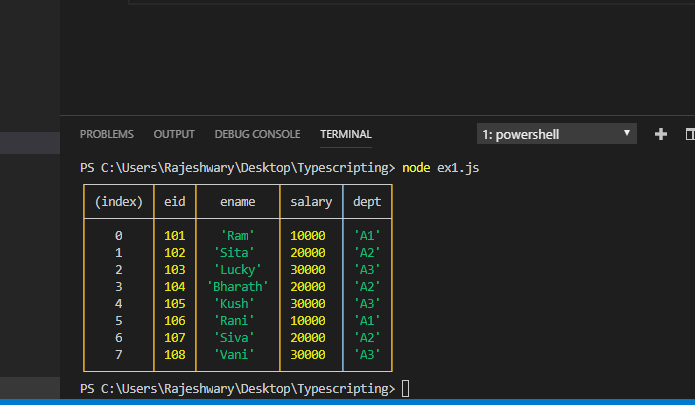 PROBLEMS OUTPUT DEBUG CONSOLE TERMINAL 1: powershell
PS C:\Users\Rajeshwary\Desktop\Typescripting> node ex1.js
(index) eid ename salary dept
0 101 'Ram' 10000 'A1'
1 102 'Sita' 20000 'A2'
2 103 'Lucky' 30000 'A3'
3 104 'Bharath' 20000 'A2'
4 105 'Kush' 30000 'A3'
5 106 'Rani' 10000 'A1'
6 107 'Siva' 20000 'A2'
7 108 'Vani' 30000 'A3'
PS C:\Users\Rajeshwary\Desktop\Typescripting>